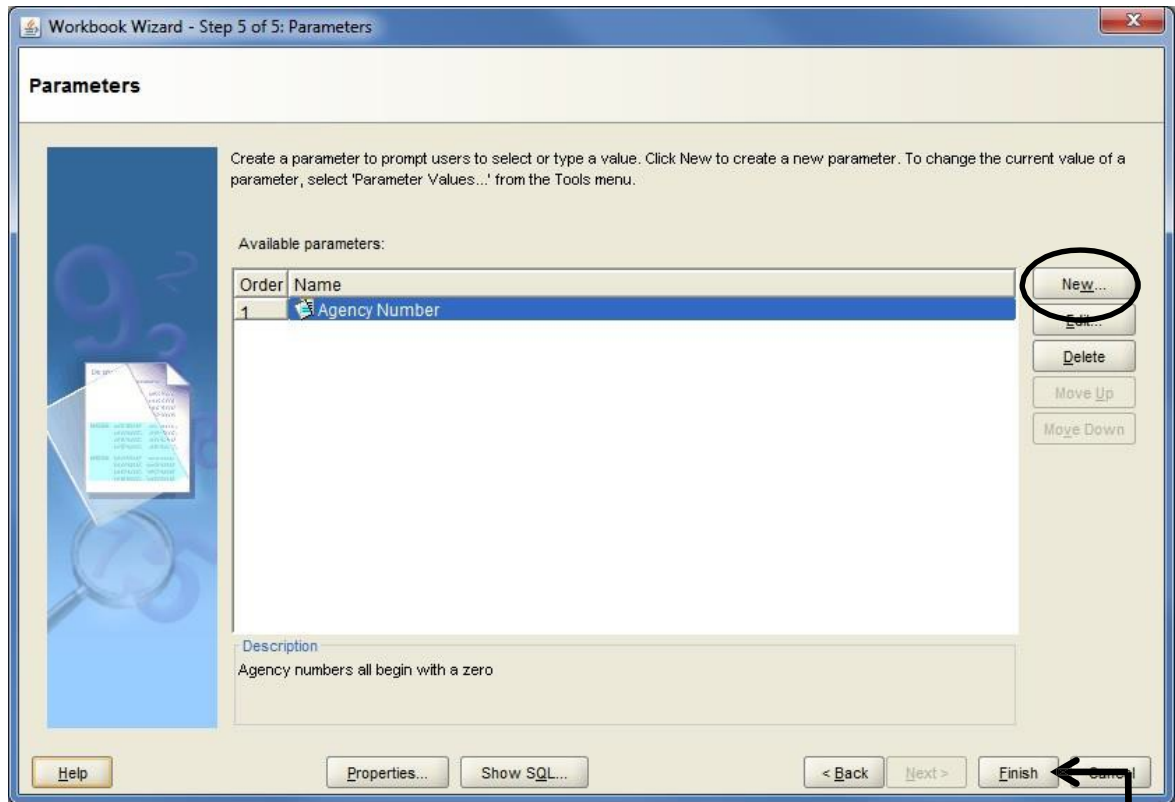 Workbook Wizard - Step 5 of 5: Parameters
Parameters
Create a parameter to prompt users to select or type a value. Click New to create a new parameter. To change the current value of a
parameter, select 'Parameter Values...' from the Tools menu.
Available parameters:
Order Name
1 Agency Number
New...
Edit...
Delete
Move Up
Move Down
Description
Agency numbers all begin with a zero
Help
Properties...
Show SQL...
< Back
Next >
Finish
Cancel